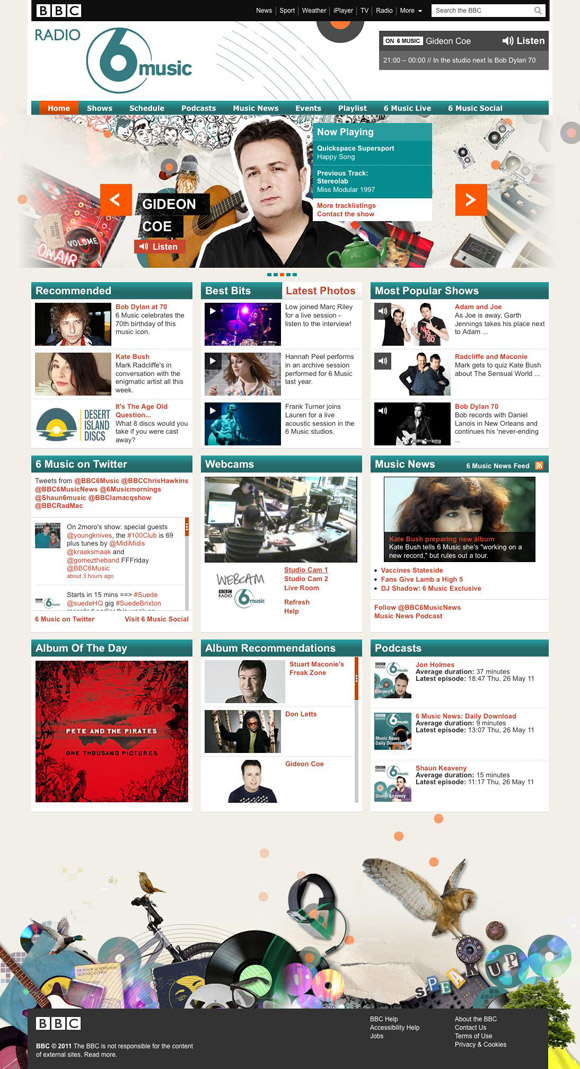 BBC
News Sport Weather iPlayer TV Radio More
Search the BBC
RADIO
6 music
ON 6 MUSIC Gideon Coe
Listen
21:00 – 00:00 // In the studio next is Bob Dylan 70
Home Shows Schedule Podcasts Music News Events Playlist 6 Music Live 6 Music Social
ON AIR
VOLUME
GIDEON
COE
Listen
Now Playing
Quickspace Supersport
Happy Song
Previous Track:
Stereolab
Miss Modular 1997
More tracklistings
Contact the show
Recommended
Bob Dylan at 70
6 Music celebrates the
70th birthday of this
music icon.
Kate Bush
Mark Radcliffe's in
conversation with the
enigmatic artist all this
week.
DESERT
ISLAND
DISCS
It's The Age Old
Question...
What 8 discs would you
take if you were cast
away?
Best Bits
Latest Photos
Low joined Marc Riley
for a live session -
listen to the interview!
Hannah Peel performs
in an archive session
performed for 6 Music
last year.
Frank Turner joins
Lauren for a live
acoustic session in the
6 Music studios.
Most Popular Shows
Adam and Joe
As Joe is away, Garth
Jennings takes his place next
to Adam ...
Radcliffe and Maconie
Mark gets to quiz Kate Bush
about The Sensual World ...
Bob Dylan 70
Bob records with Daniel
Lanois in New Orleans and
continues his 'never-ending
...
6 Music on Twitter
Tweets from @BBC6Music @BBCChrisHawkins
@BBC6MusicNews @6Musicmornings
@Shaun6music @BBClamacqshow
@BBCRadMac
On 2moro's show: special guests
@youngknives, the #100Club is 69
plus tunes by @MidiMidis
@kraaksmaak and
@gomeztheband FFFriday
@BBC6Music
about 3 hours ago
Starts in 15 mins ==> #Suede
@suedeHQ gig #SuedeBrixton
6 Music on Twitter
Visit 6 Music Social
Webcams
WEBCAM
BBC
RADIO
6 music
Studio Cam 1
Studio Cam 2
Live Room
Refresh
Help
Music News
6 Music News Feed
Kate Bush preparing new album
Kate tells 6 Music she's "working on a
new record," but rules out a tour.
Vaccines Stateside
Fans Give Lamb a High 5
DJ Shadow: 6 Music Exclusive
Follow @BBC6MusicNews
Music News Podcast
Album Of The Day
PETE AND THE PIRATES
ONE THOUSAND PICTURES
Album Recommendations
Stuart Maconie's
Freak Zone
Don Letts
Gideon Coe
Podcasts
Jon Holmes
Average duration: 37 minutes
Latest episode: 18:47 Thu, 26 May 11
Music News
Daily Download
6 Music News: Daily Download
Average duration: 9 minutes
Latest episode: 13:07 Thu, 26 May 11
Shaun Keaveny
Average duration: 15 minutes
Latest episode: 11:17 Thu, 26 May 11
SPEAK UP
BBC
BBC © 2011 The BBC is not responsible for the content
of external sites. Read more.
BBC Help
Accessibility Help
Jobs
About the BBC
Contact Us
Terms of Use
Privacy & Cookies